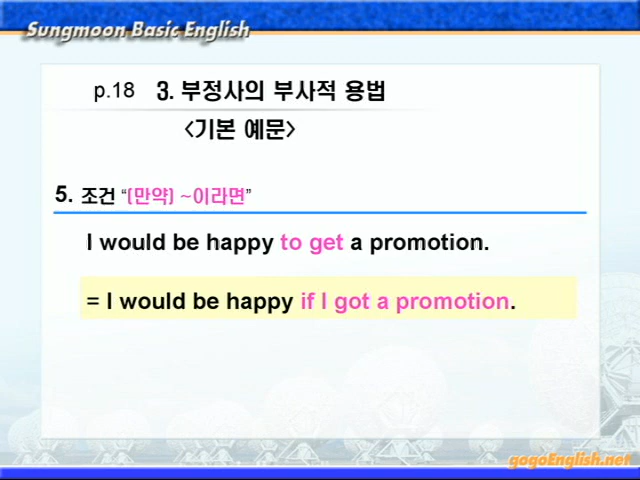 Sungmoon Basic English
p.18 3. 부정사의 부사적 용법
<기본 예문>
5. 조건 “(만약) ~이라면”
I would be happy to get a promotion.
= I would be happy if I got a promotion.
gogoEnglish.net